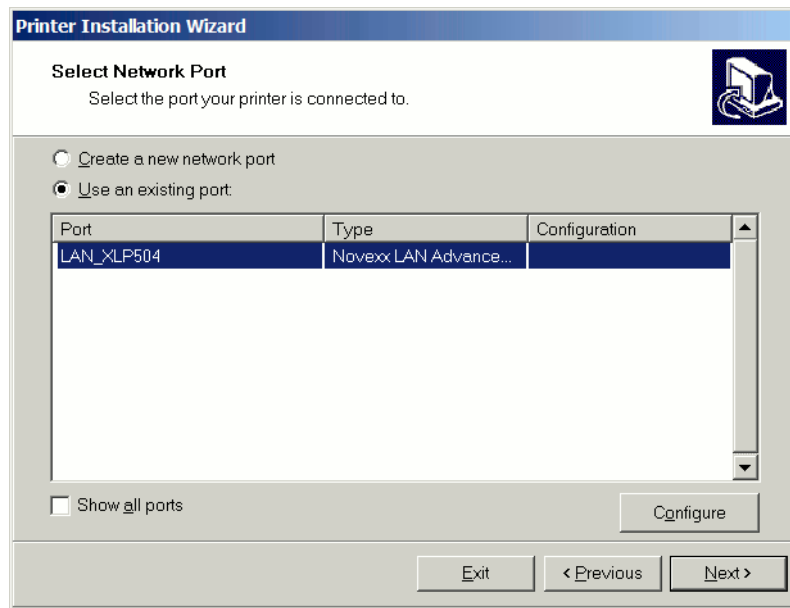 Printer Installation Wizard
Select Network Port
Select the port your printer is connected to.
Create a new network port
Use an existing port:
Port Type Configuration
LAN_XLP504 Novexx LAN Advance...
Show all ports
Configure
Exit < Previous Next >